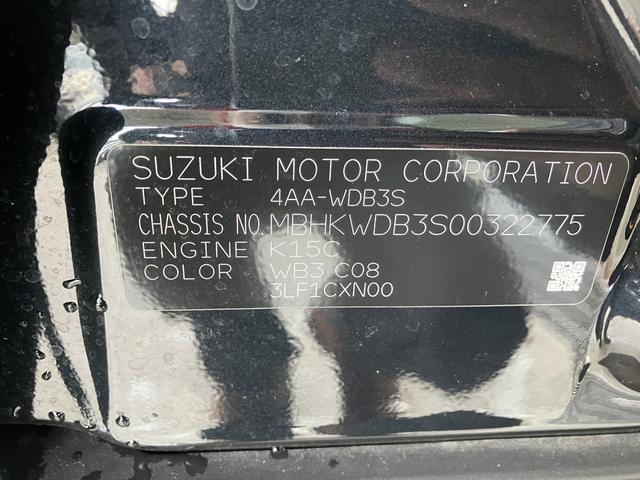 SUZUKI MOTOR CORPORATION
TYPE 4AA-WDB3S
CHASSIS NO. MBHKWDB3S00322775
ENGINE K15C
COLOR WB3 C08
3LF1CXN00